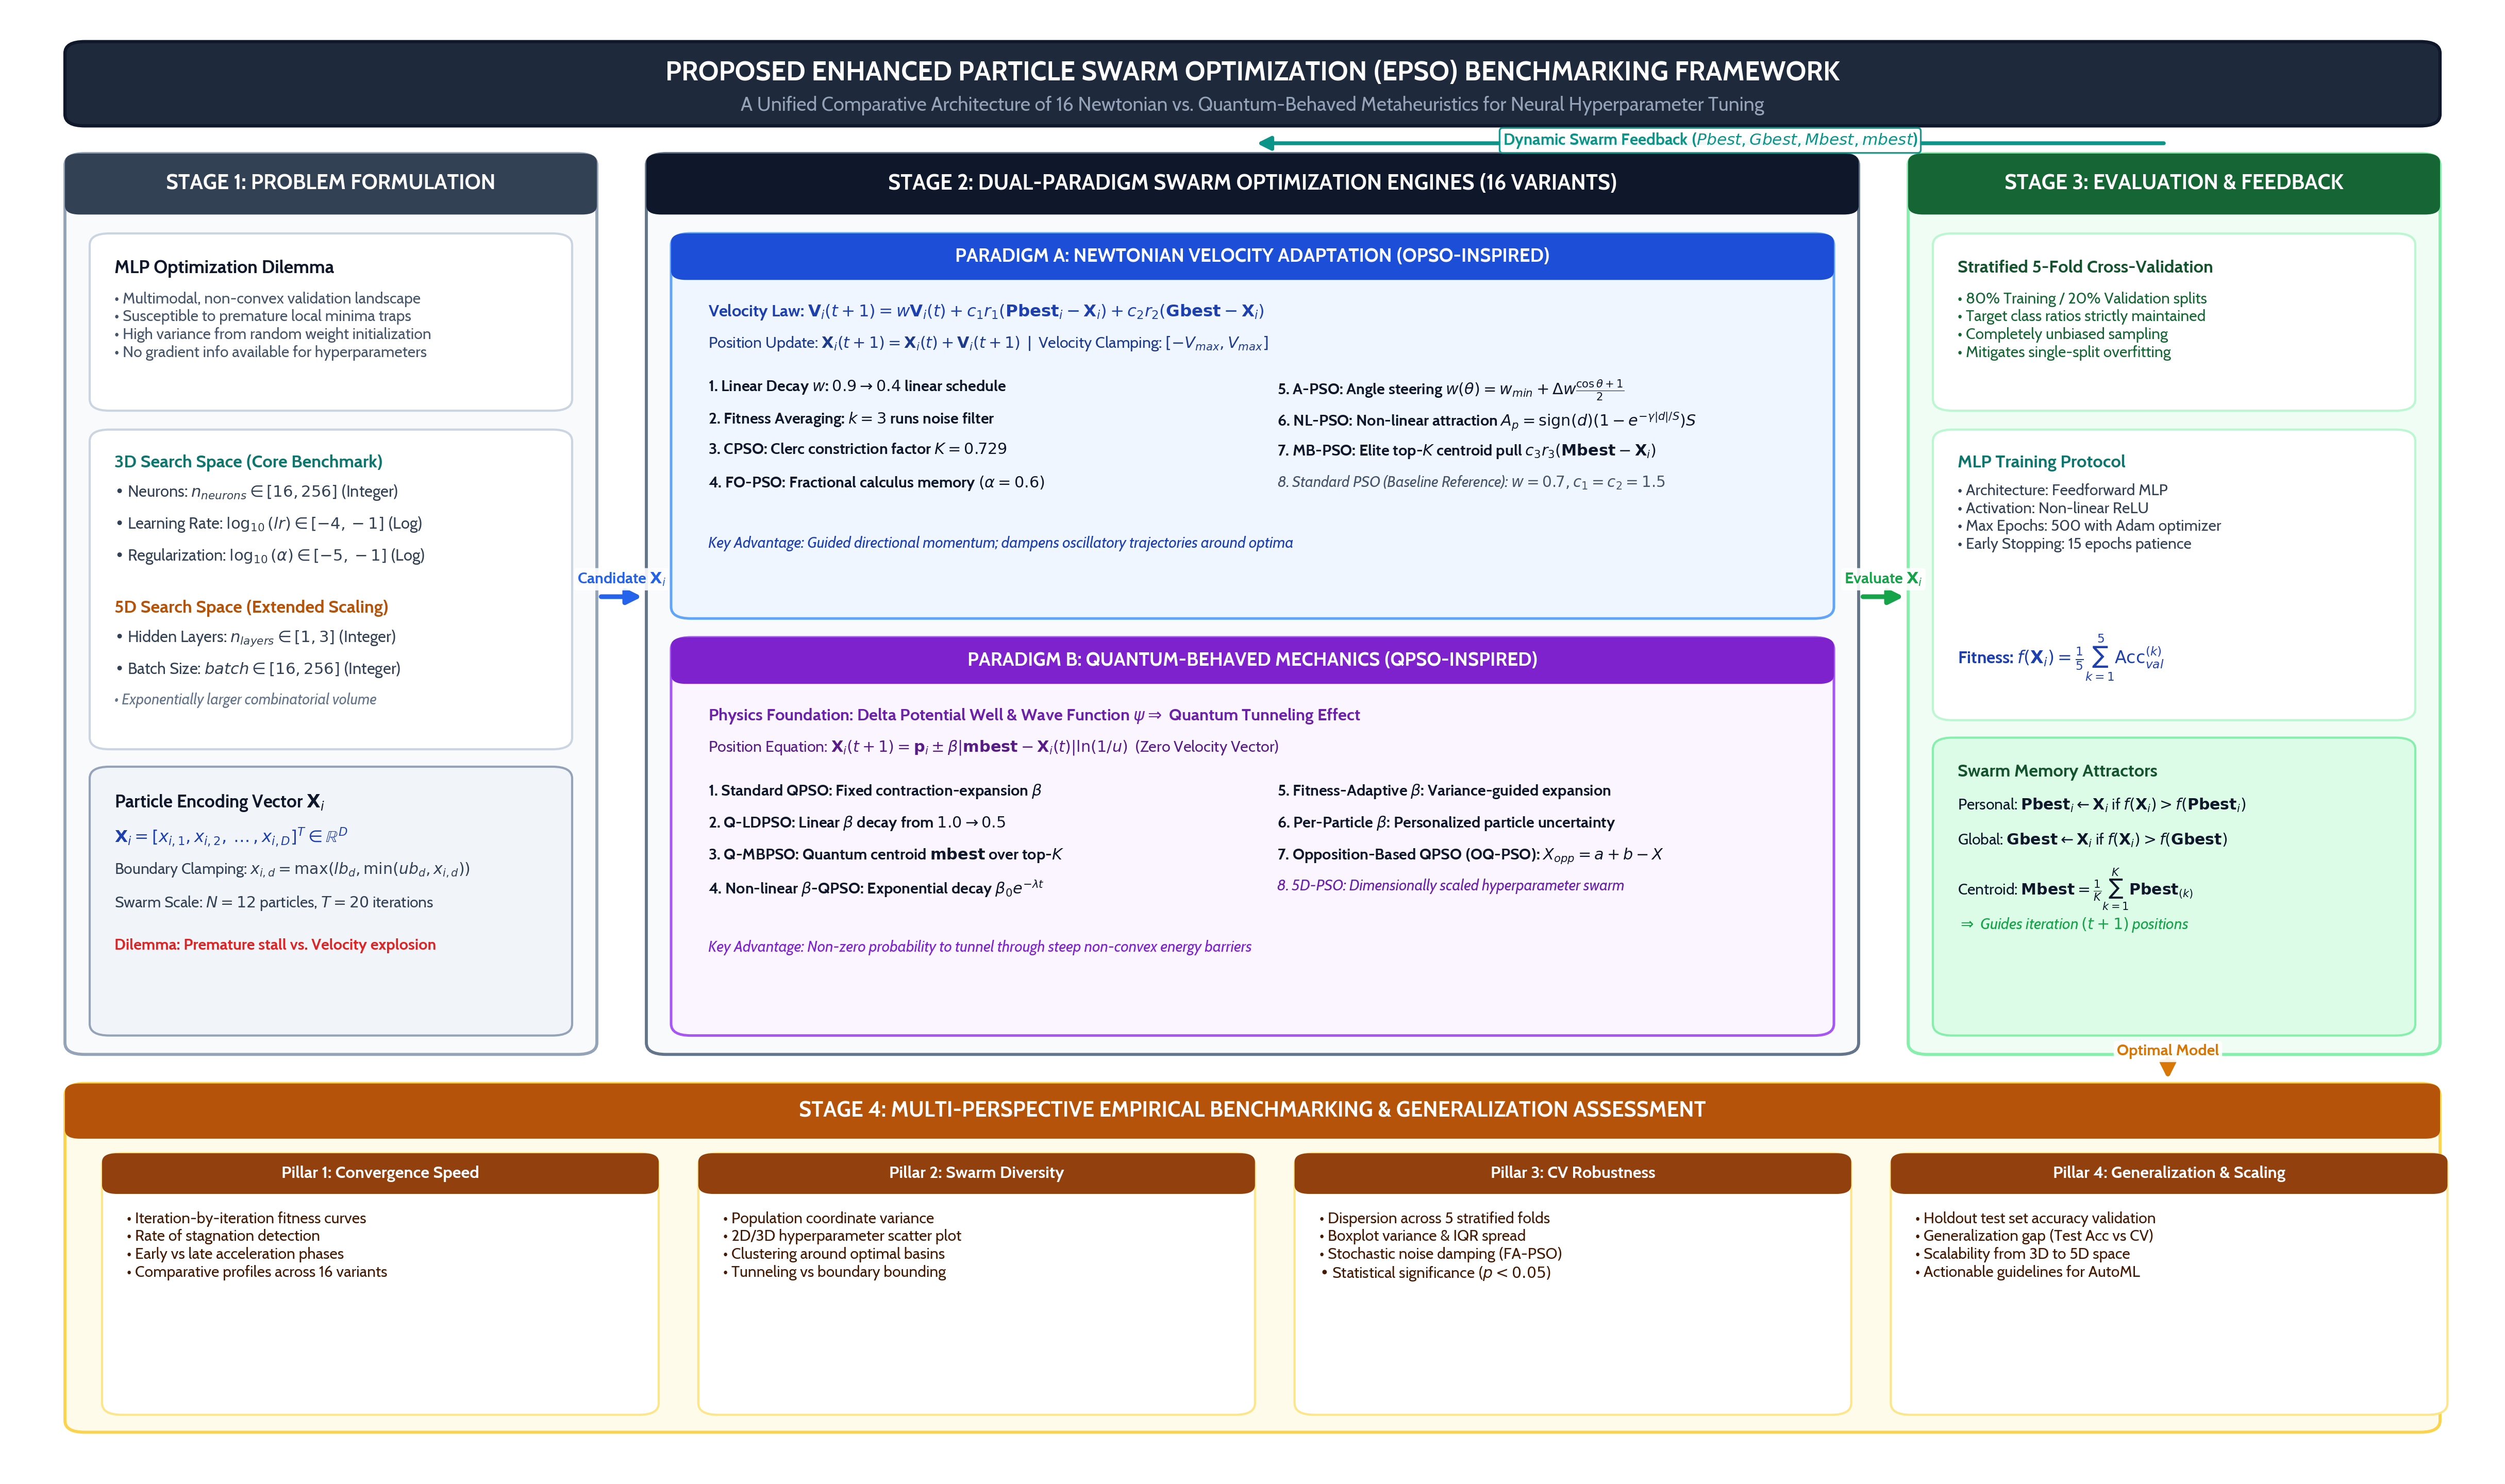 PROPOSED ENHANCED PARTICLE SWARM OPTIMIZATION (EPSO) BENCHMARKING FRAMEWORK
A Unified Comparative Architecture of 16 Newtonian vs. Quantum-Behaved Metaheuristics for Neural Hyperparameter Tuning
Dynamic Swarm Feedback (Pbest, Gbest, Mbest, mbest)
STAGE 1: PROBLEM FORMULATION
MLP Optimization Dilemma
• Multimodal, non-convex validation landscape
• Susceptible to premature local minima traps
• High variance from random weight initialization
• No gradient info available for hyperparameters
3D Search Space (Core Benchmark)
• Neurons: n_neurons ∈ [16, 256] (Integer)
• Learning Rate: log₁₀(lr) ∈ [−4, −1] (Log)
• Regularization: log₁₀(α) ∈ [−5, −1] (Log)
5D Search Space (Extended Scaling)
• Hidden Layers: n_layers ∈ [1, 3] (Integer)
• Batch Size: batch ∈ [16, 256] (Integer)
• Exponentially larger combinatorial volume
Particle Encoding Vector X_i
X_i = [x_{i,1}, x_{i,2}, …, x_{i,D}]^T ∈ ℝ^D
Boundary Clamping: x_{i,d} = max(lb_d, min(ub_d, x_{i,d}))
Swarm Scale: N = 12 particles, T = 20 iterations
Dilemma: Premature stall vs. Velocity explosion
Candidate X_i
STAGE 2: DUAL-PARADIGM SWARM OPTIMIZATION ENGINES (16 VARIANTS)
PARADIGM A: NEWTONIAN VELOCITY ADAPTATION (OPSO-INSPIRED)
Velocity Law: V_i(t + 1) = wV_i(t) + c₁r₁(Pbest_i − X_i) + c₂r₂(Gbest − X_i)
Position Update: X_i(t + 1) = X_i(t) + V_i(t + 1) | Velocity Clamping: [−V_max, V_max]
1. Linear Decay w: 0.9 → 0.4 linear schedule
2. Fitness Averaging: k = 3 runs noise filter
3. CPSO: Clerc constriction factor K = 0.729
4. FO-PSO: Fractional calculus memory (α = 0.6)
5. A-PSO: Angle steering w(θ) = w_min + Δw (cos θ + 1)/2
6. NL-PSO: Non-linear attraction A_p = sign(d)(1 − e^{−γ|d|/S})S
7. MB-PSO: Elite top-K centroid pull c₃r₃(Mbest − X_i)
8. Standard PSO (Baseline Reference): w = 0.7, c₁ = c₂ = 1.5
Key Advantage: Guided directional momentum; dampens oscillatory trajectories around optima
PARADIGM B: QUANTUM-BEHAVED MECHANICS (QPSO-INSPIRED)
Physics Foundation: Delta Potential Well & Wave Function ψ ⇒ Quantum Tunneling Effect
Position Equation: X_i(t + 1) = p_i ± β|mbest − X_i(t)|ln(1/u) (Zero Velocity Vector)
1. Standard QPSO: Fixed contraction-expansion β
2. Q-LDPSO: Linear β decay from 1.0 → 0.5
3. Q-MBPSO: Quantum centroid mbest over top-K
4. Non-linear β-QPSO: Exponential decay β₀e^{−λt}
5. Fitness-Adaptive β: Variance-guided expansion
6. Per-Particle β: Personalized particle uncertainty
7. Opposition-Based QPSO (OQ-PSO): X_opp = a + b − X
8. 5D-PSO: Dimensionally scaled hyperparameter swarm
Key Advantage: Non-zero probability to tunnel through steep non-convex energy barriers
Evaluate X_i
STAGE 3: EVALUATION & FEEDBACK
Stratified 5-Fold Cross-Validation
• 80% Training / 20% Validation splits
• Target class ratios strictly maintained
• Completely unbiased sampling
• Mitigates single-split overfitting
MLP Training Protocol
• Architecture: Feedforward MLP
• Activation: Non-linear ReLU
• Max Epochs: 500 with Adam optimizer
• Early Stopping: 15 epochs patience
Fitness: f(X_i) = 1/5 ∑_{k=1}^{5} Acc_{val}^{(k)}
Swarm Memory Attractors
Personal: Pbest_i ← X_i if f(X_i) > f(Pbest_i)
Global: Gbest ← X_i if f(X_i) > f(Gbest)
Centroid: Mbest = 1/K ∑_{k=1}^{K} Pbest_{(k)}
⇒ Guides iteration (t + 1) positions
Optimal Model
STAGE 4: MULTI-PERSPECTIVE EMPIRICAL BENCHMARKING & GENERALIZATION ASSESSMENT
Pillar 1: Convergence Speed
• Iteration-by-iteration fitness curves
• Rate of stagnation detection
• Early vs late acceleration phases
• Comparative profiles across 16 variants
Pillar 2: Swarm Diversity
• Population coordinate variance
• 2D/3D hyperparameter scatter plot
• Clustering around optimal basins
• Tunneling vs boundary bounding
Pillar 3: CV Robustness
• Dispersion across 5 stratified folds
• Boxplot variance & IQR spread
• Stochastic noise damping (FA-PSO)
• Statistical significance (p < 0.05)
Pillar 4: Generalization & Scaling
• Holdout test set accuracy validation
• Generalization gap (Test Acc vs CV)
• Scalability from 3D to 5D space
• Actionable guidelines for AutoML